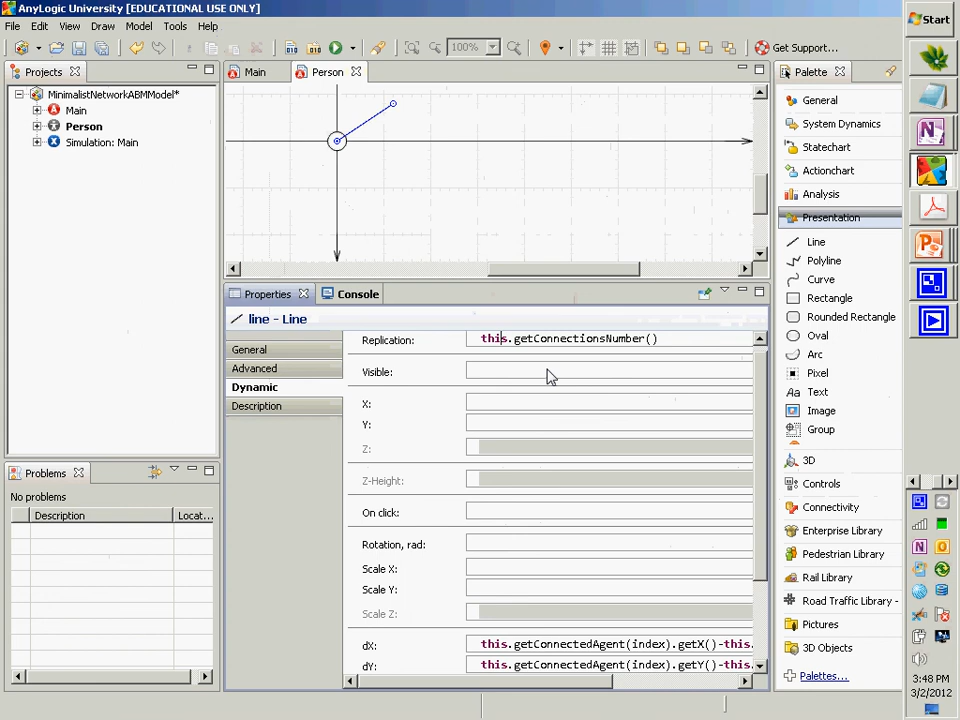 AnyLogic University [EDUCATIONAL USE ONLY]
File Edit View Draw Model Tools Help
100% Get Support...
Start
Projects
MinimalistNetworkABMModel*
Main
Person
Simulation: Main
Main Person
Properties Console
line - Line
General
Advanced
Dynamic
Description
Replication: this.getConnectionsNumber()
Visible:
X:
Y:
Z:
Z-Height:
On click:
Rotation, rad:
Scale X:
Scale Y:
Scale Z:
dX: this.getConnectedAgent(index).getX()-this.
dY: this.getConnectedAgent(index).getY()-this.
Problems
No problems
Description Locat...
Palette
General
System Dynamics
Statechart
Actionchart
Analysis
Presentation
Line
Polyline
Curve
Rectangle
Rounded Rectangle
Oval
Arc
Pixel
Text
Image
Group
3D
Controls
Connectivity
Enterprise Library
Pedestrian Library
Rail Library
Road Traffic Library -
Pictures
3D Objects
Palettes...
3:48 PM
3/2/2012